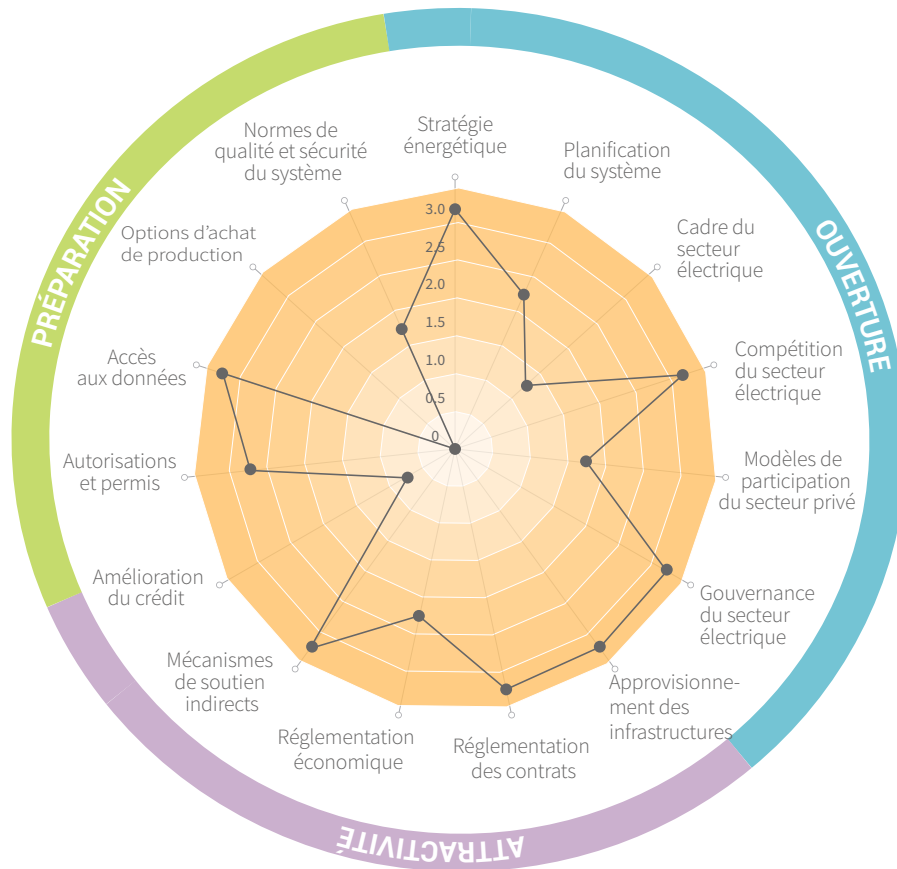 PRÉPARATION
OUVERTURE
ATTRACTIVITÉ
Stratégie
énergétique
Planification
du système
Cadre du
secteur
électrique
Compétition
du secteur
électrique
Modèles de
participation
du secteur privé
Gouvernance
du secteur
électrique
Approvisionne-
ment des
infrastructures
Réglementation
des contrats
Réglementation
économique
Mécanismes
de soutien
indirects
Amélioration
du crédit
Autorisations
et permis
Accès
aux données
Options d'achat
de production
Normes de
qualité et sécurité
du système
3.0
2.5
2.0
1.5
1.0
0.5
0